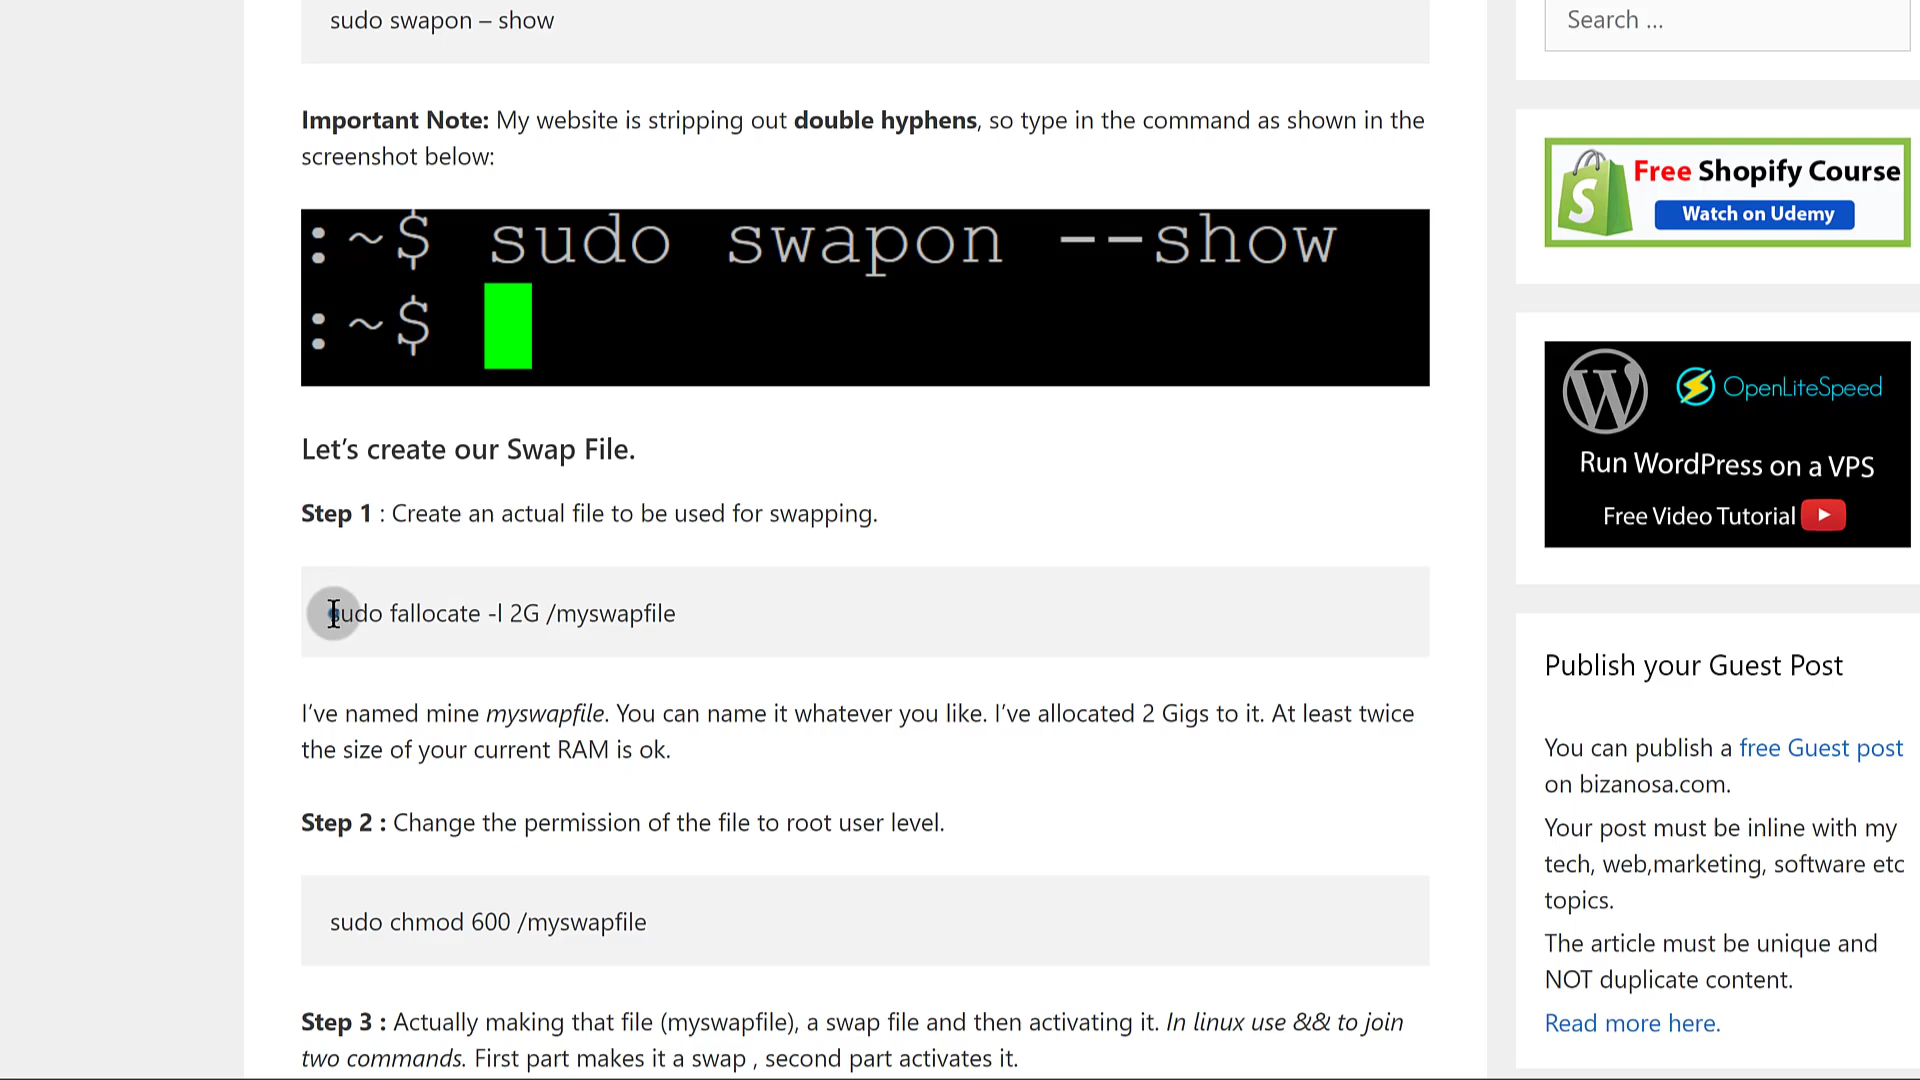 sudo swapon – show
Important Note: My website is stripping out double hyphens, so type in the command as shown in the
screenshot below:
:~$ sudo swapon --show
:~$
Let’s create our Swap File.
Step 1 : Create an actual file to be used for swapping.
sudo fallocate -l 2G /myswapfile
I’ve named mine myswapfile. You can name it whatever you like. I’ve allocated 2 Gigs to it. At least twice
the size of your current RAM is ok.
Step 2 : Change the permission of the file to root user level.
sudo chmod 600 /myswapfile
Step 3 : Actually making that file (myswapfile), a swap file and then activating it. In linux use && to join
two commands. First part makes it a swap , second part activates it.
Search ...
Free Shopify Course
Watch on Udemy
OpenLiteSpeed
Run WordPress on a VPS
Free Video Tutorial
Publish your Guest Post
You can publish a free Guest post
on bizanosa.com.
Your post must be inline with my
tech, web,marketing, software etc
topics.
The article must be unique and
NOT duplicate content.
Read more here.